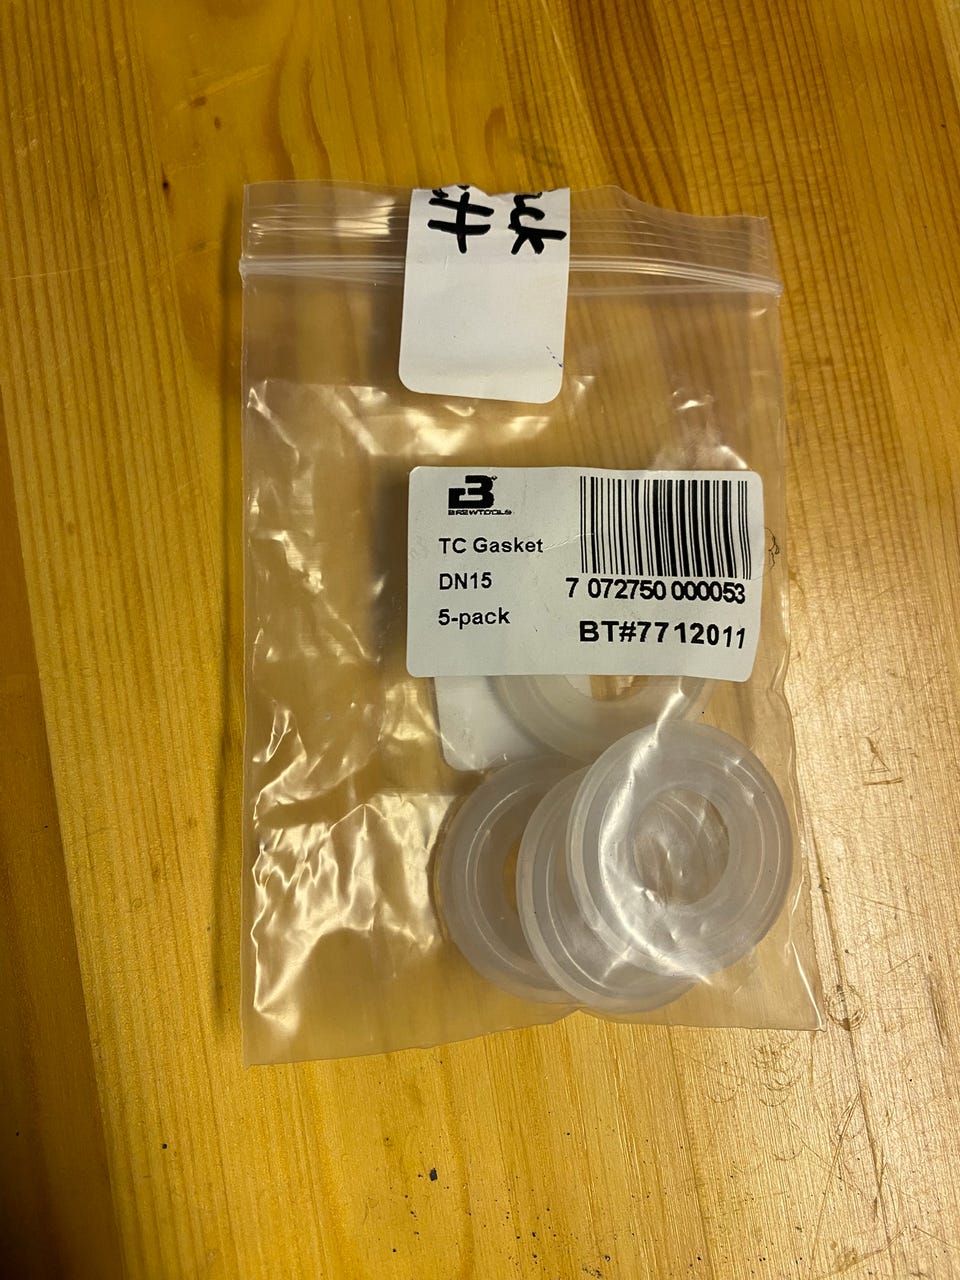 BREWTOOLS
TC Gasket
DN15
5-pack
7 072750 000053
BT#7712011